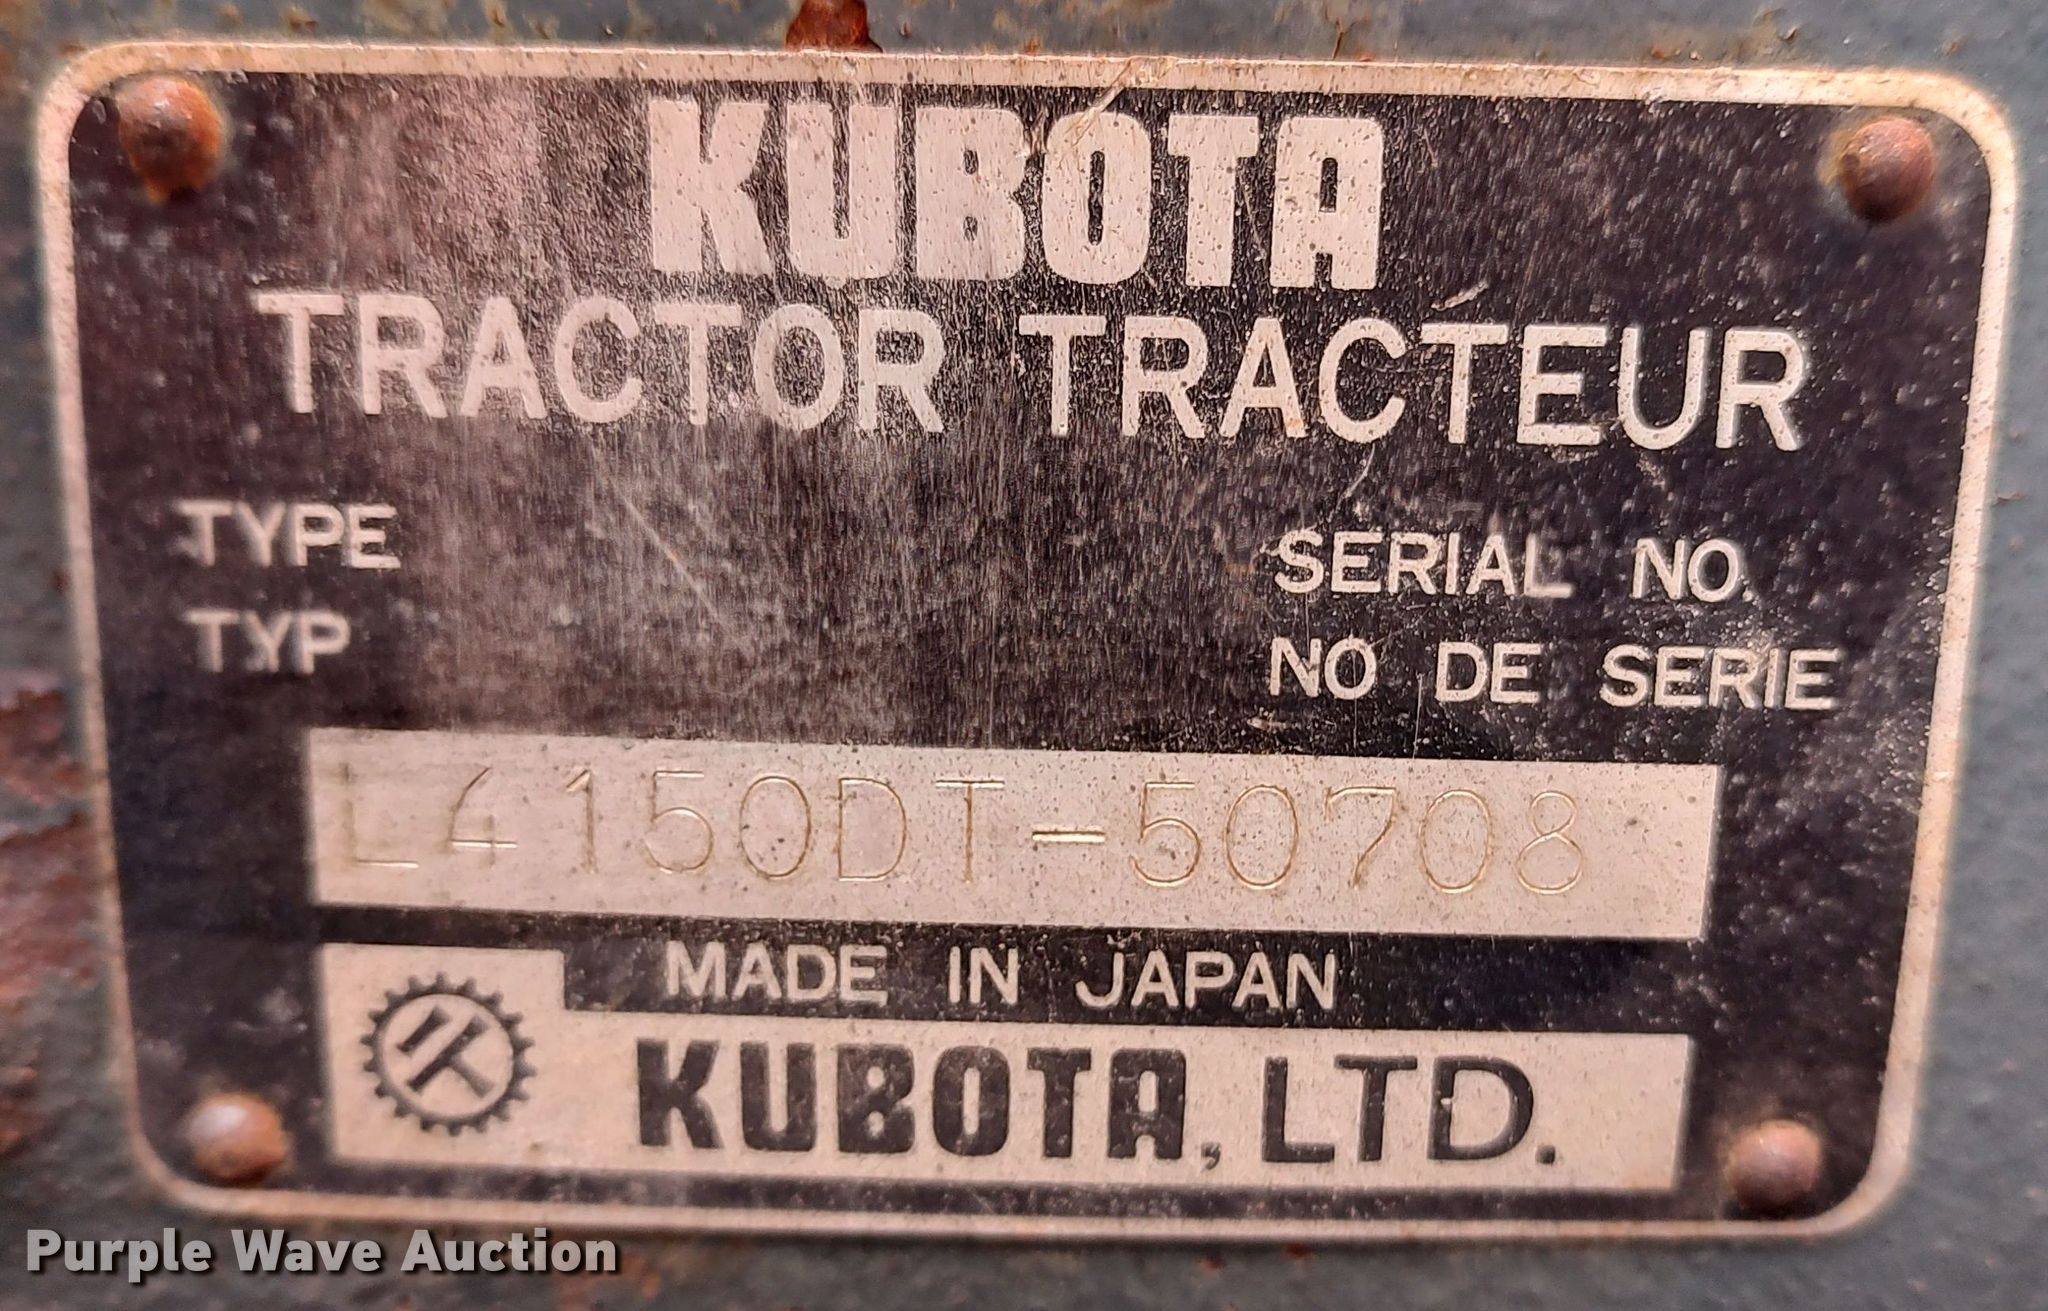 KUBOTA
TRACTOR TRACTEUR
TYPE SERIAL NO.
TYP NO DE SERIE
L4150DT-50708
MADE IN JAPAN
KUBOTA, LTD.
Purple Wave Auction